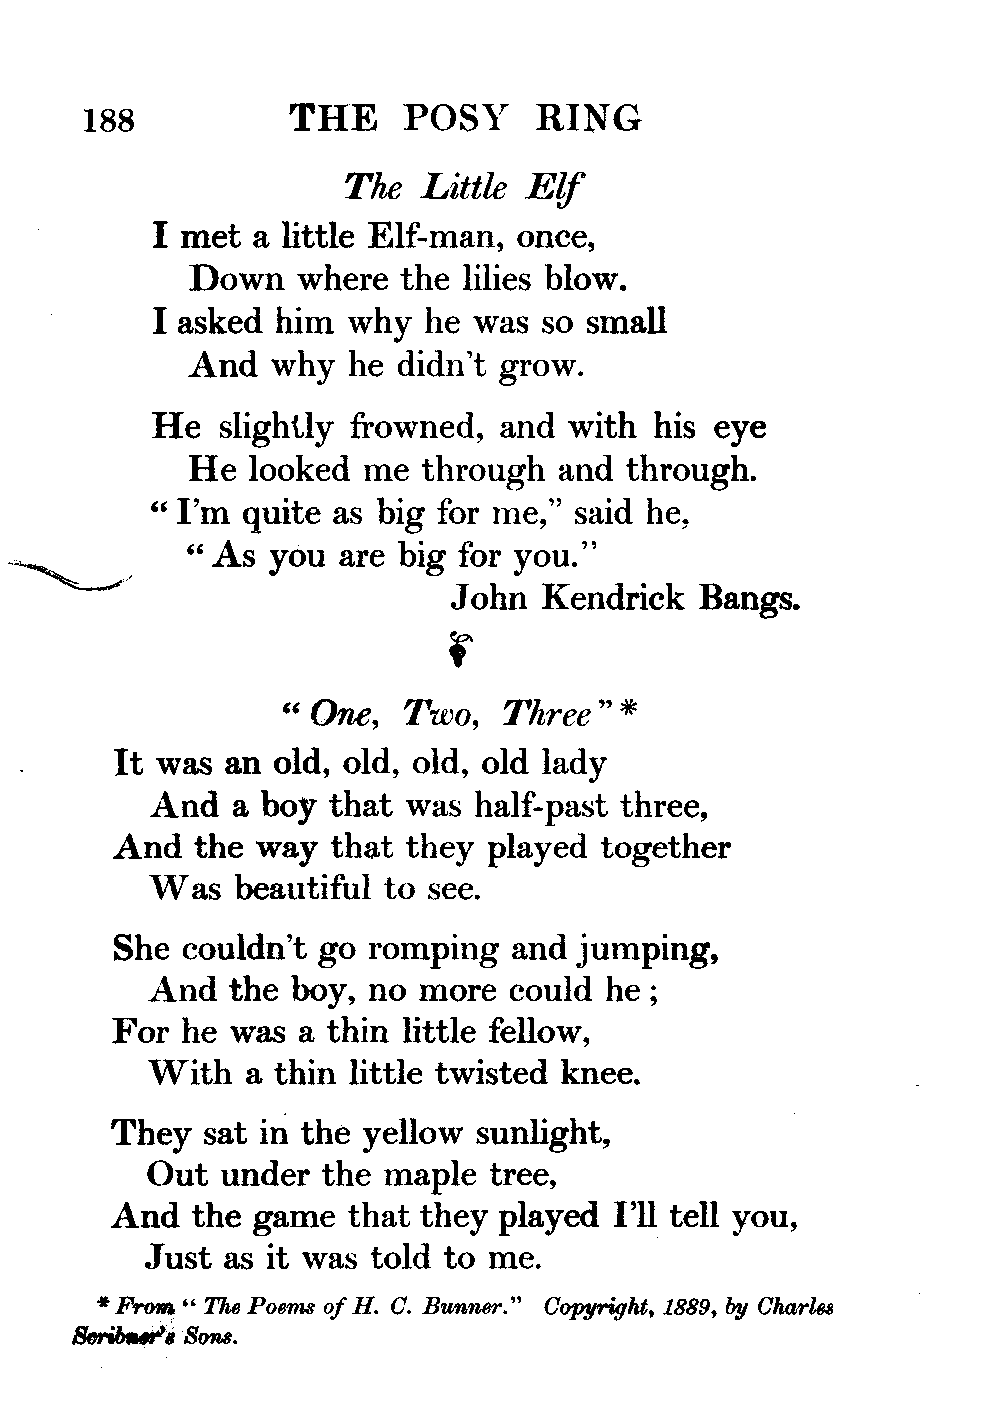 188 THE POSY RING
The Little Elf
I met a little Elf-man, once,
Down where the lilies blow.
I asked him why he was so small
And why he didn't grow.
He slightly frowned, and with his eye
He looked me through and through.
"I'm quite as big for me," said he,
"As you are big for you."
John Kendrick Bangs.
"One, Two, Three"*
It was an old, old, old, old lady
And a boy that was half-past three,
And the way that they played together
Was beautiful to see.
She couldn't go romping and jumping,
And the boy, no more could he;
For he was a thin little fellow,
With a thin little twisted knee.
They sat in the yellow sunlight,
Out under the maple tree,
And the game that they played I'll tell you,
Just as it was told to me.
* From "The Poems of H. C. Bunner." Copyright, 1889, by Charles
Scribner's Sons.